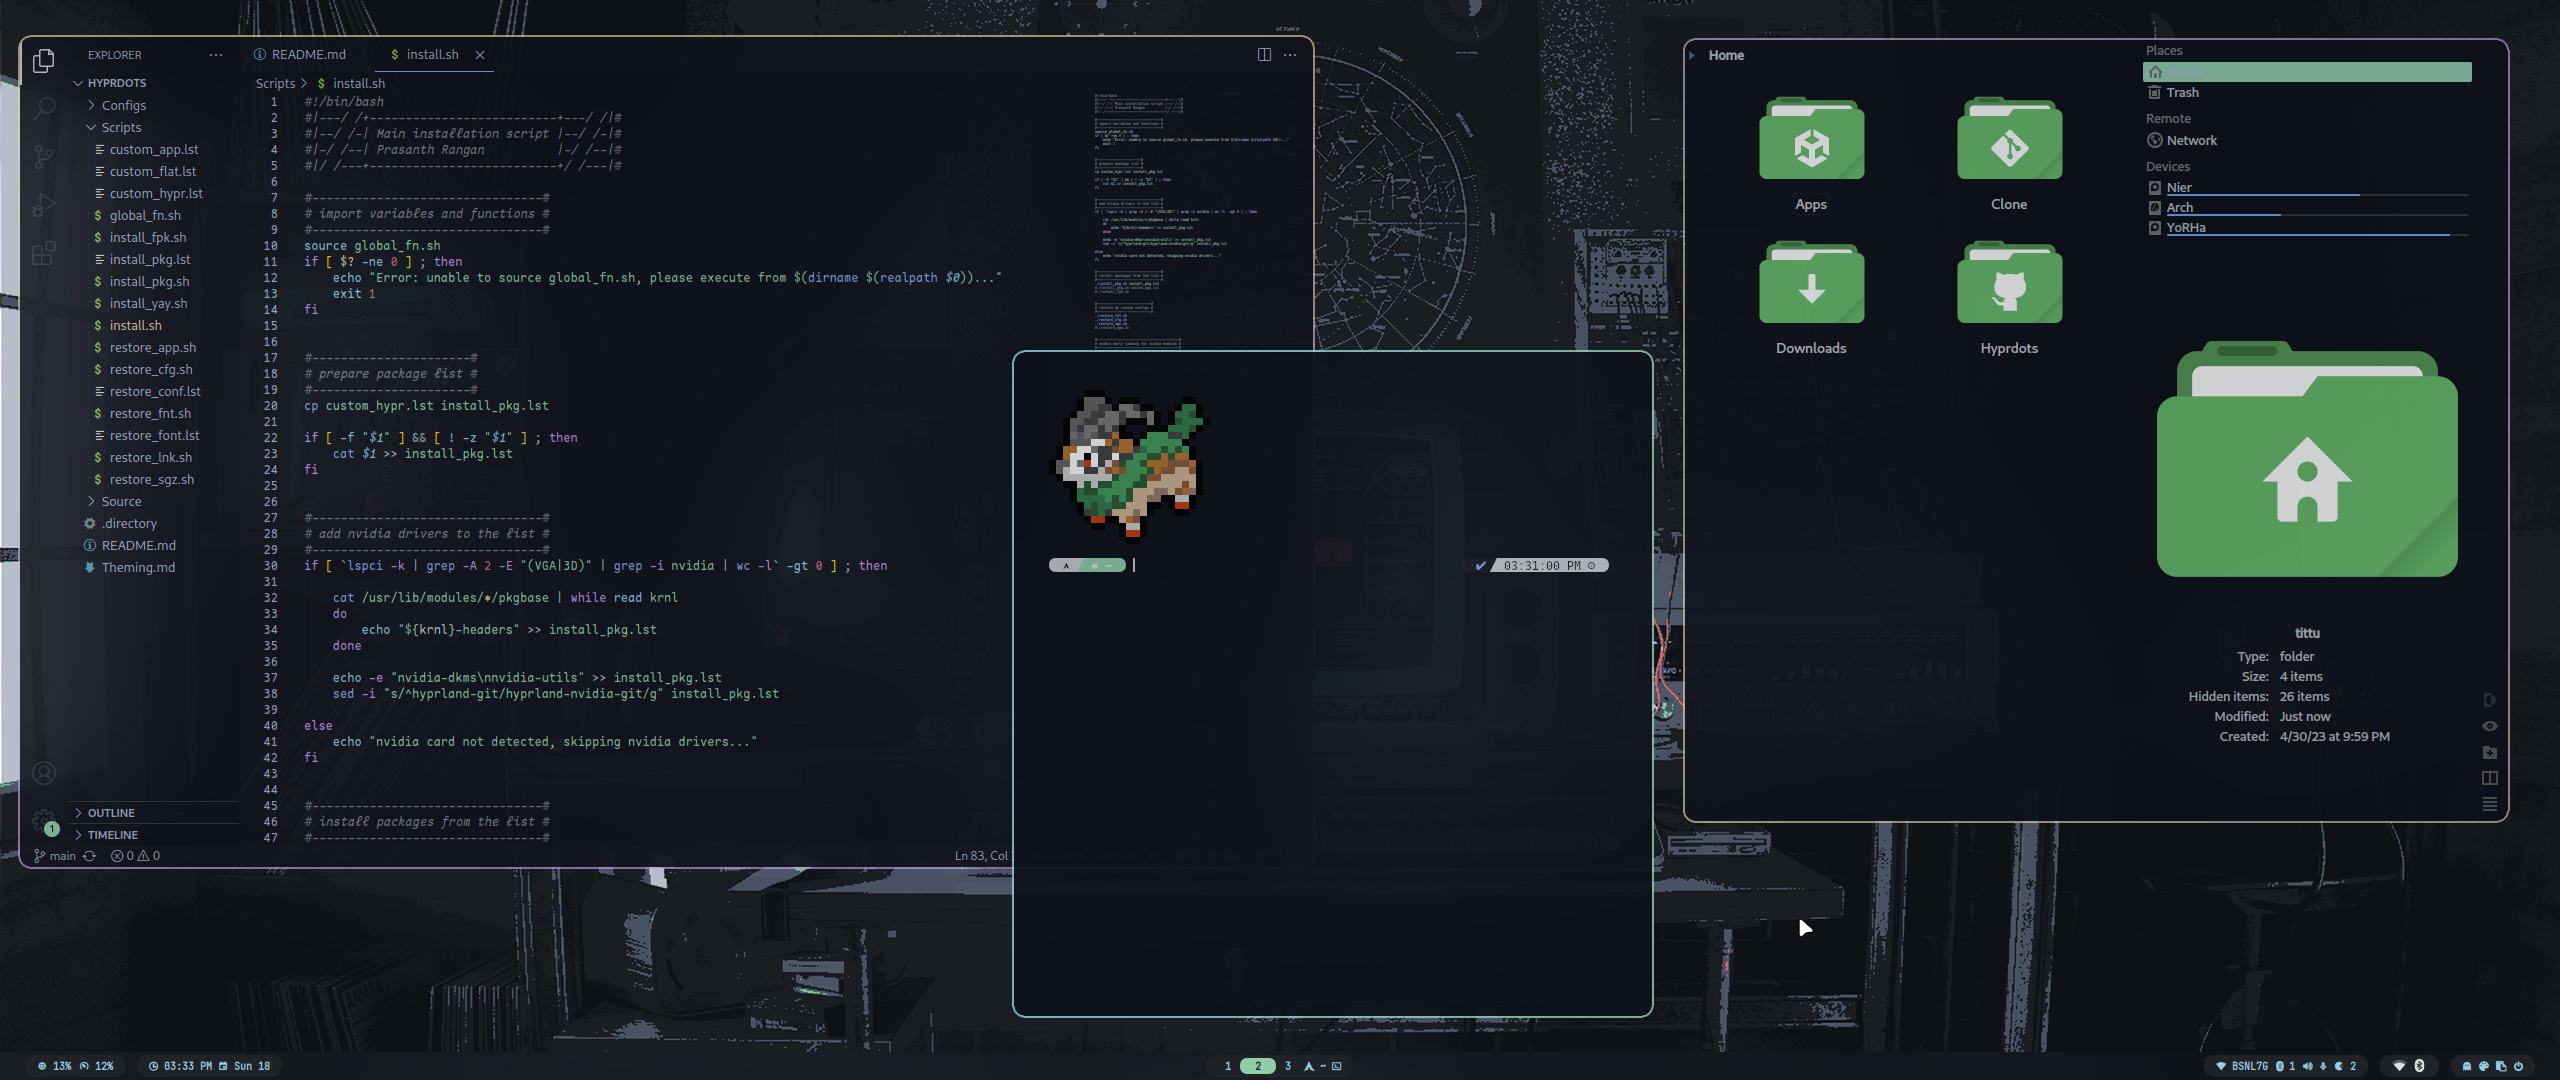 EXPLORER
HYPRDOTS
Configs
Scripts
custom_app.lst
custom_flat.lst
custom_hypr.lst
global_fn.sh
install_fpk.sh
install_pkg.lst
install_pkg.sh
install_yay.sh
install.sh
restore_app.sh
restore_cfg.sh
restore_conf.lst
restore_fnt.sh
restore_font.lst
restore_lnk.sh
restore_sgz.sh
Source
.directory
README.md
Theming.md
OUTLINE
TIMELINE
main 0 0
1
README.md $ install.sh
Scripts > $ install.sh
1 #!/bin/bash
2 #|---/ /+--------------------------+---/ /|#
3 #|--/ /-| Main installation script |--/ /-|#
4 #|-/ /--| Prasanth Rangan          |-/ /--|#
5 #|/ /---+--------------------------+/ /---|#
6
7 #--------------------------------#
8 # import variables and functions #
9 #--------------------------------#
10 source global_fn.sh
11 if [ $? -ne 0 ] ; then
12     echo "Error: unable to source global_fn.sh, please execute from $(dirname $(realpath $0))..."
13     exit 1
14 fi
15
16
17 #----------------------#
18 # prepare package list #
19 #----------------------#
20 cp custom_hypr.lst install_pkg.lst
21
22 if [ -f "$1" ] && [ ! -z "$1" ] ; then
23     cat $1 >> install_pkg.lst
24 fi
25
26
27 #--------------------------------#
28 # add nvidia drivers to the list #
29 #--------------------------------#
30 if [ `lspci -k | grep -A 2 -E "(VGA|3D)" | grep -i nvidia | wc -l` -gt 0 ] ; then
31
32     cat /usr/lib/modules/*/pkgbase | while read krnl
33     do
34         echo "${krnl}-headers" >> install_pkg.lst
35     done
36
37     echo -e "nvidia-dkms\nnvidia-utils" >> install_pkg.lst
38     sed -i "s/^hyprland-git/hyprland-nvidia-git/g" install_pkg.lst
39
40 else
41     echo "nvidia card not detected, skipping nvidia drivers..."
42 fi
43
44
45 #--------------------------------#
46 # install packages from the list #
47 #--------------------------------#
Ln 83, Col
03:31:00 PM
Home
Apps
Clone
Downloads
Hyprdots
Places
Trash
Remote
Network
Devices
Nier
Arch
YoRHa
tittu
Type: folder
Size: 4 items
Hidden items: 26 items
Modified: Just now
Created: 4/30/23 at 9:59 PM
13% 12% 03:33 PM Sun 18
1 2 3 ~
BSNL7G 1 2